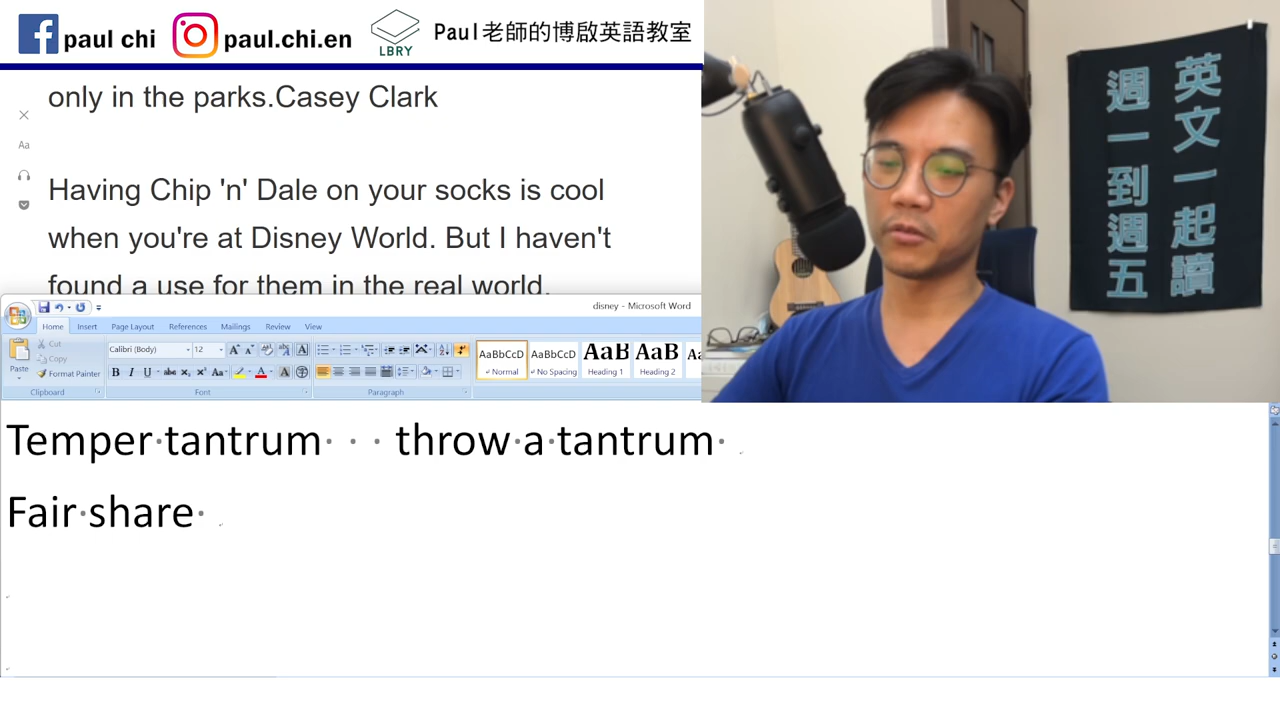 paul chi
paul.chi.en
LBRY
Paul老師的博啟英語教室
only in the parks.Casey Clark
Aa
Having Chip 'n' Dale on your socks is cool
when you're at Disney World. But I haven't
found a use for them in the real world.
disney - Microsoft Word
Home Insert Page Layout References Mailings Review View
Paste
Cut
Copy
Format Painter
Clipboard
Calibri (Body) 12
Font
Paragraph
AaBbCcD AaBbCcD AaBb AaB
Normal No Spacing Heading 1 Heading 2
Temper tantrum throw a tantrum
Fair share
英文一起讀
週一到週五